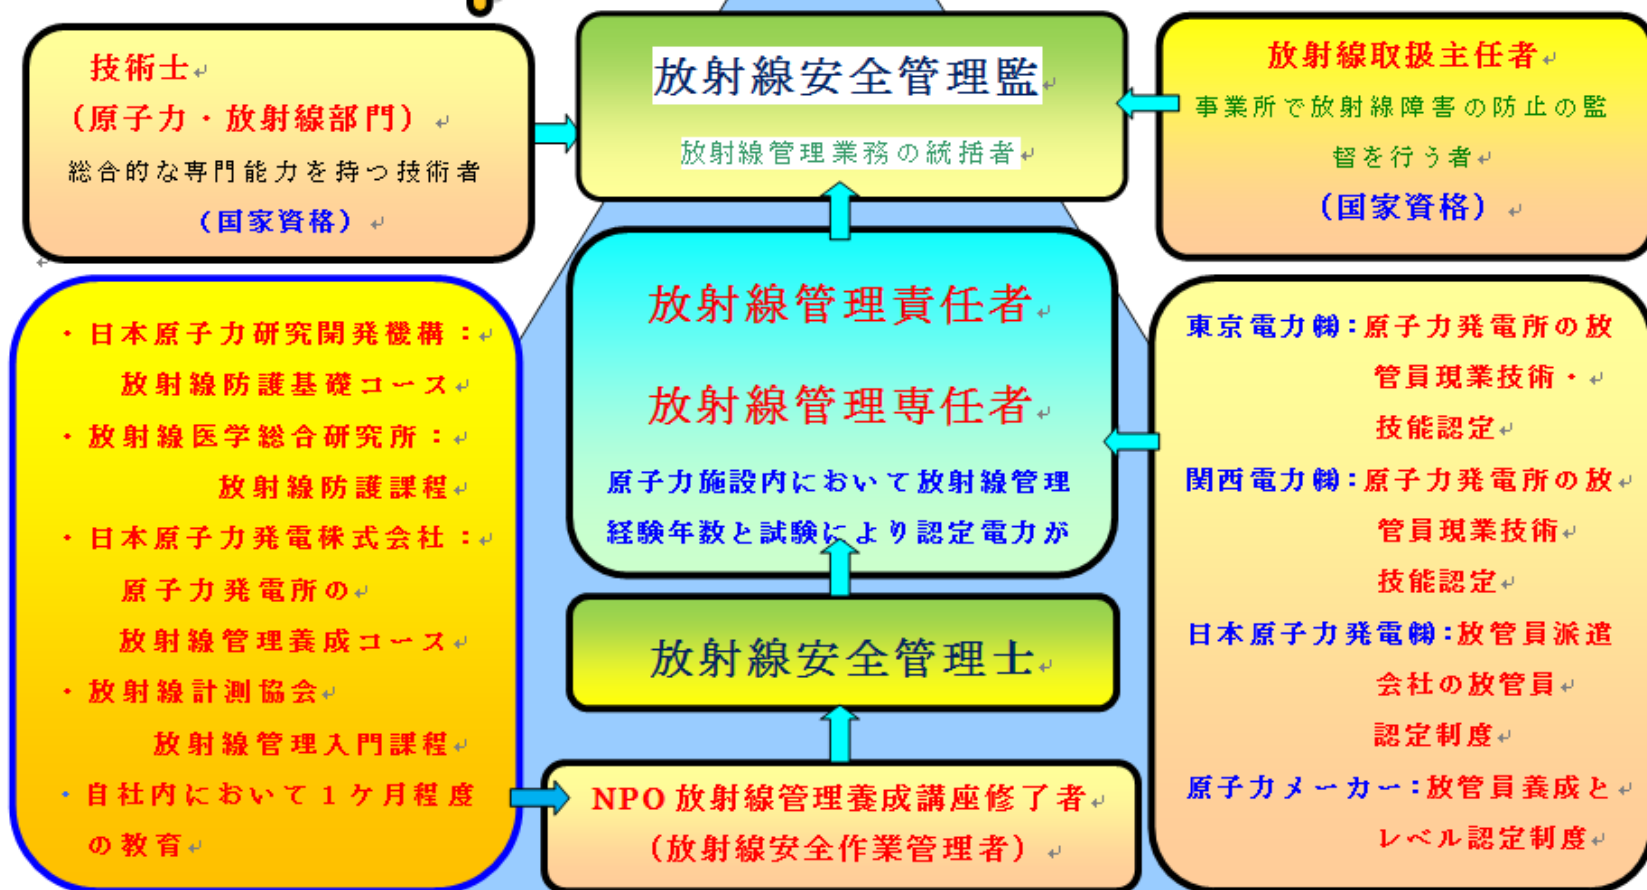 技術士
(原子力・放射線部門)
総合的な専門能力を持つ技術者
(国家資格)
放射線安全管理監
放射線管理業務の統括者
放射線取扱主任者
事業所で放射線障害の防止の監
督を行う者
(国家資格)
・日本原子力研究開発機構：
放射線防護基礎コース
・放射線医学総合研究所：
放射線防護課程
・日本原子力発電株式会社：
原子力発電所の
放射線管理養成コース
・放射線計測協会
放射線管理入門課程
・自社内において１ケ月程度
の教育
放射線管理責任者
放射線管理専任者
原子力施設内において放射線管理
経験年数と試験により認定電力が
放射線安全管理士
NPO 放射線管理養成講座修了者
(放射線安全作業管理者)
東京電力㈱：原子力発電所の放
管員現業技術・
技能認定
関西電力㈱：原子力発電所の放
管員現業技術
技能認定
日本原子力発電㈱：放管員派遣
会社の放管員
認定制度
原子力メーカー：放管員養成と
レベル認定制度